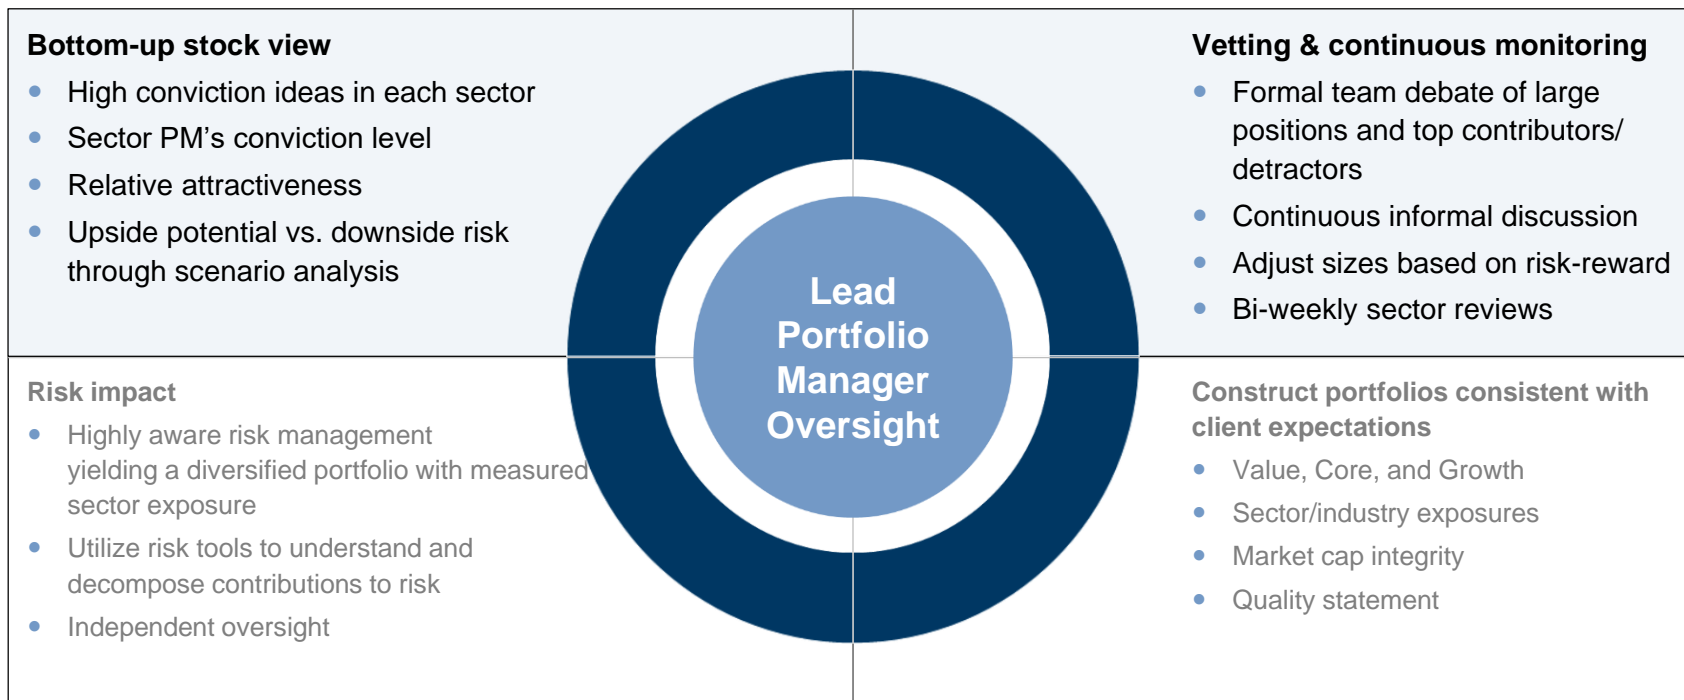 Bottom-up stock view
• High conviction ideas in each sector
• Sector PM's conviction level
• Relative attractiveness
• Upside potential vs. downside risk
through scenario analysis
Vetting & continuous monitoring
• Formal team debate of large
positions and top contributors/
detractors
• Continuous informal discussion
• Adjust sizes based on risk-reward
• Bi-weekly sector reviews
Lead
Portfolio
Manager
Oversight
Risk impact
• Highly aware risk management
yielding a diversified portfolio with measured
sector exposure
• Utilize risk tools to understand and
decompose contributions to risk
• Independent oversight
Construct portfolios consistent with
client expectations
• Value, Core, and Growth
• Sector/industry exposures
• Market cap integrity
• Quality statement